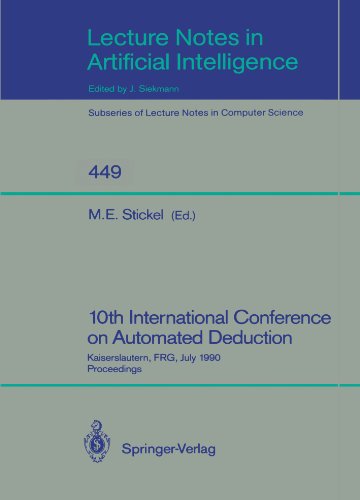 Lecture Notes in
Artificial Intelligence
Edited by J. Siekmann
Subseries of Lecture Notes in Computer Science
449
M.E. Stickel (Ed.)
10th International Conference
on Automated Deduction
Kaiserslautern, FRG, July 1990
Proceedings
Springer-Verlag